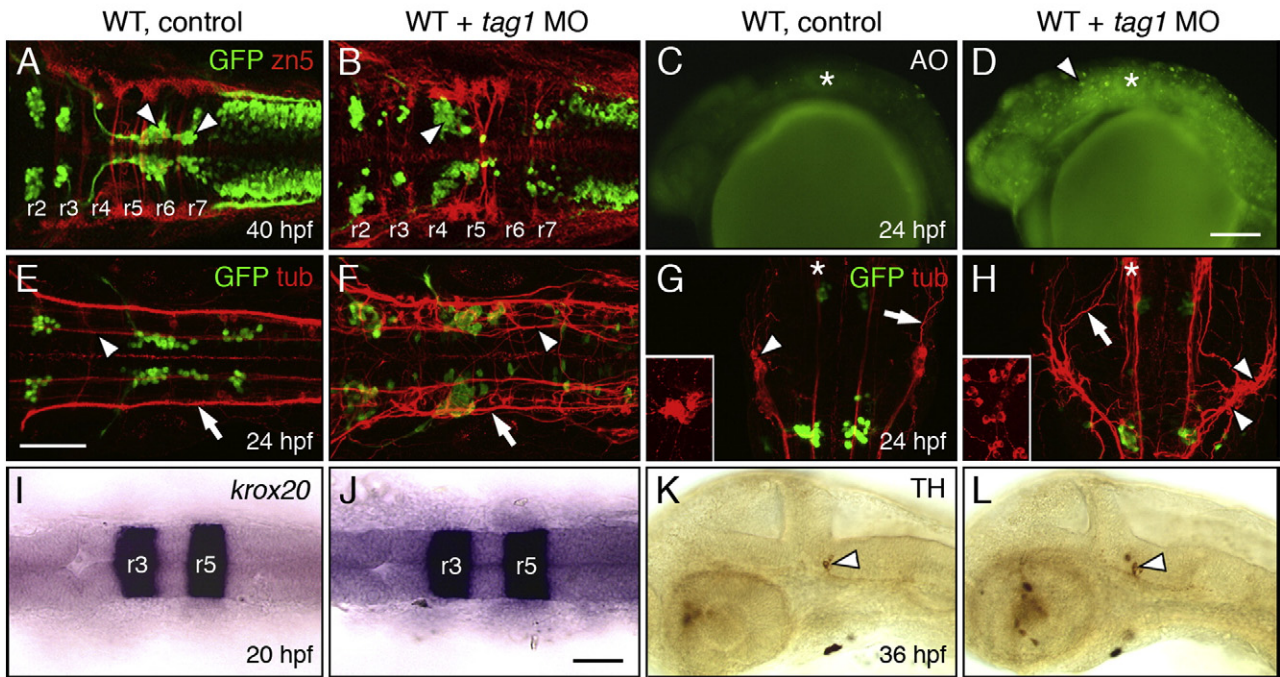 WT, control
WT + tag1 MO
WT, control
WT + tag1 MO
A
GFP zn5
r2 r3 r4 r5 r6 r7
40 hpf
B
r2 r3 r4 r5 r6 r7
C
AO
*
24 hpf
D
*
E
GFP tub
24 hpf
F
G
*
GFP tub
24 hpf
H
*
I
krox20
r3
r5
20 hpf
J
r3
r5
K
TH
36 hpf
L